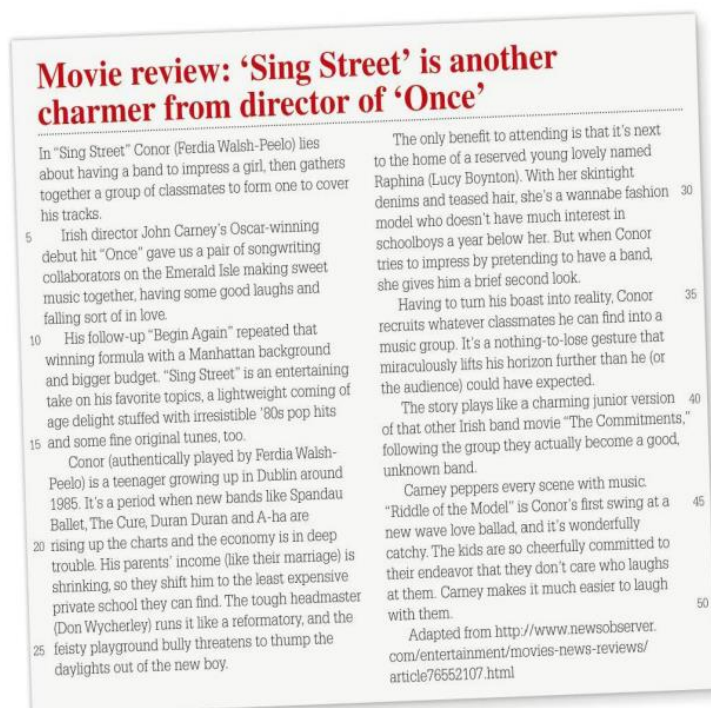 Movie review: ‘Sing Street’ is another
charmer from director of ‘Once’
In “Sing Street” Conor (Ferdia Walsh-Peelo) lies
about having a band to impress a girl, then gathers
together a group of classmates to form one to cover
his tracks.
5 Irish director John Carney’s Oscar-winning
debut hit “Once” gave us a pair of songwriting
collaborators on the Emerald Isle making sweet
music together, having some good laughs and
falling sort of in love.
10 His follow-up “Begin Again” repeated that
winning formula with a Manhattan background
and bigger budget. “Sing Street” is an entertaining
take on his favorite topics, a lightweight coming of
age delight stuffed with irresistible ’80s pop hits
15 and some fine original tunes, too.
Conor (authentically played by Ferdia Walsh-
Peelo) is a teenager growing up in Dublin around
1985. It’s a period when new bands like Spandau
Ballet, The Cure, Duran Duran and A-ha are
20 rising up the charts and the economy is in deep
trouble. His parents’ income (like their marriage) is
shrinking, so they shift him to the least expensive
private school they can find. The tough headmaster
(Don Wycherley) runs it like a reformatory, and the
25 feisty playground bully threatens to thump the
daylights out of the new boy.
The only benefit to attending is that it’s next
to the home of a reserved young lovely named
Raphina (Lucy Boynton). With her skintight
denims and teased hair, she’s a wannabe fashion 30
model who doesn’t have much interest in
schoolboys a year below her. But when Conor
tries to impress by pretending to have a band,
she gives him a brief second look.
Having to turn his boast into reality, Conor 35
recruits whatever classmates he can find into a
music group. It’s a nothing-to-lose gesture that
miraculously lifts his horizon further than he (or
the audience) could have expected.
The story plays like a charming junior version 40
of that other Irish band movie “The Commitments,”
following the group they actually become a good,
unknown band.
Carney peppers every scene with music.
“Riddle of the Model” is Conor’s first swing at a 45
new wave love ballad, and it’s wonderfully
catchy. The kids are so cheerfully committed to
their endeavor that they don’t care who laughs
at them. Carney makes it much easier to laugh
with them. 50
Adapted from http://www.newsobserver.
com/entertainment/movies-news-reviews/
article76552107.html